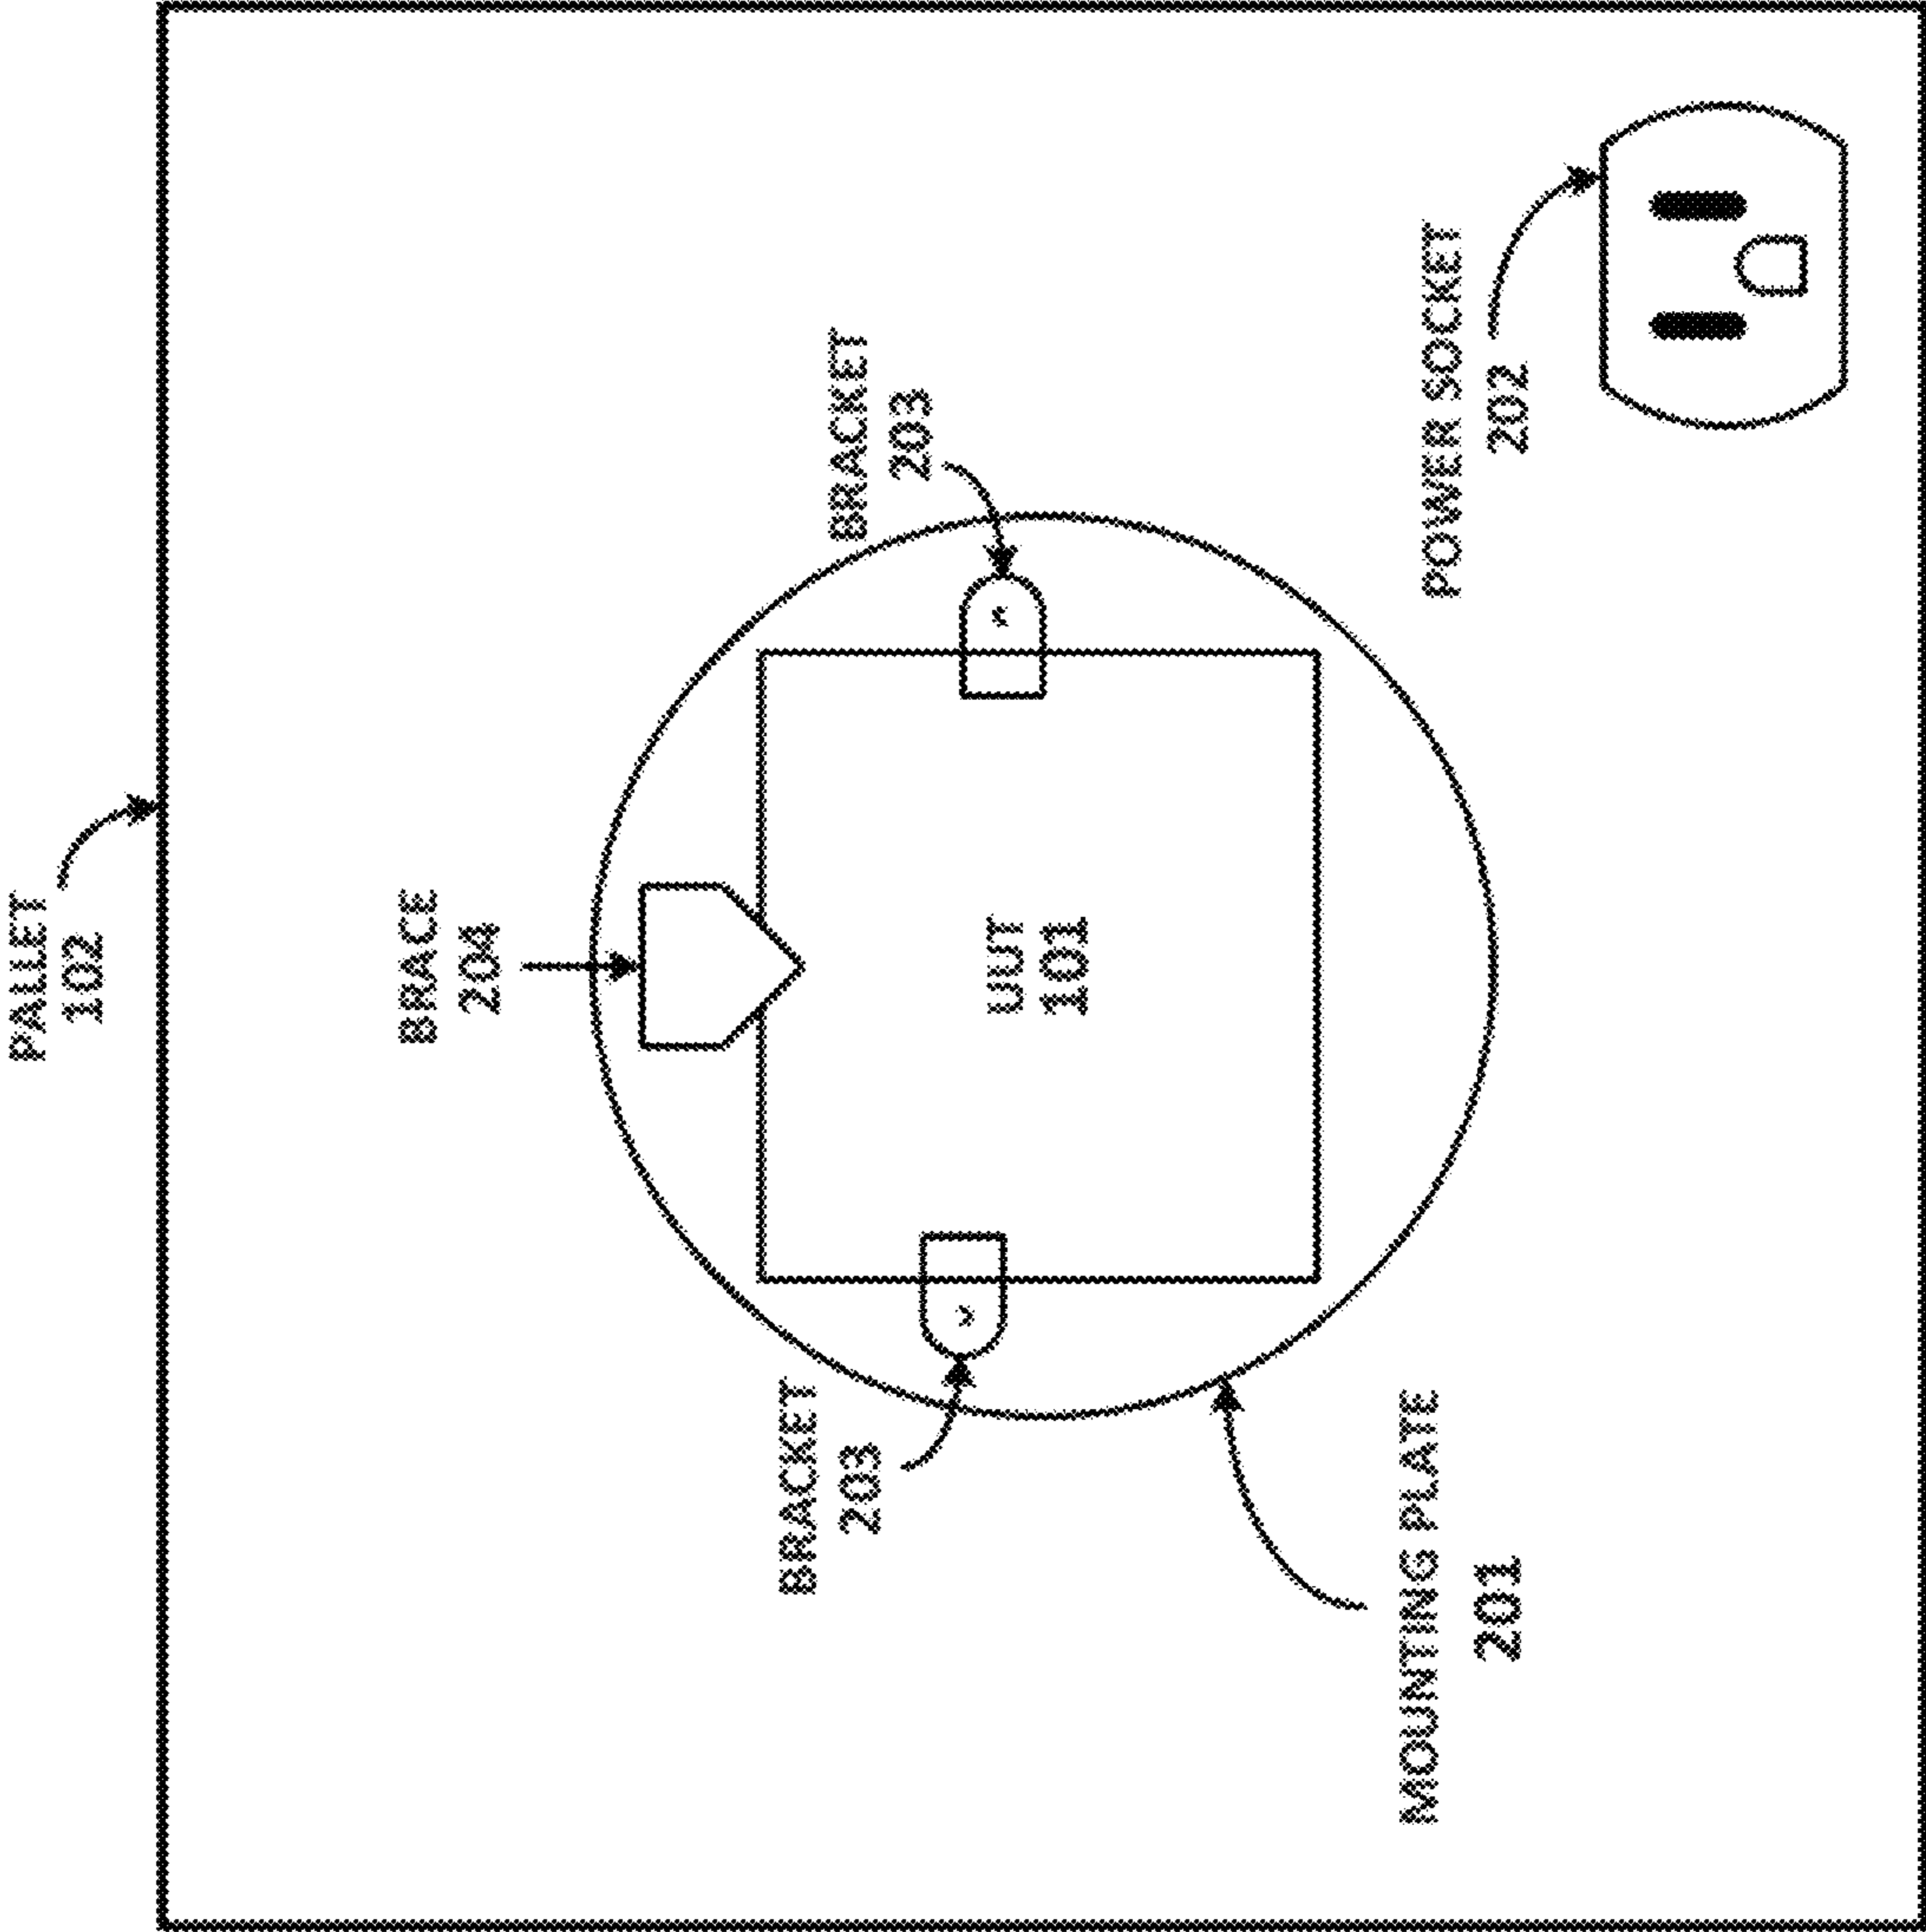 PALLET
102
BRACE
204
BRACKET
203
BRACKET
203
UUT
101
MOUNTING PLATE
201
POWER SOCKET
202